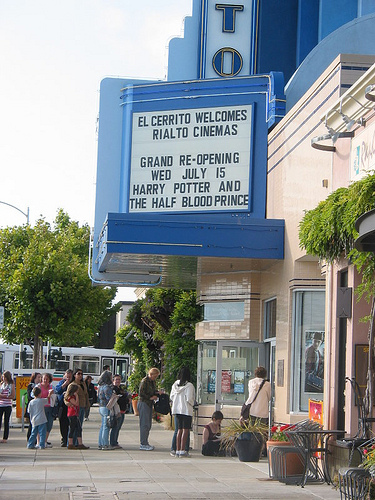 T
O
EL CERRITO WELCOMES
RIALTO CINEMAS
GRAND RE-OPENING
WED JULY 15
HARRY POTTER AND
THE HALF BLOOD PRINCE